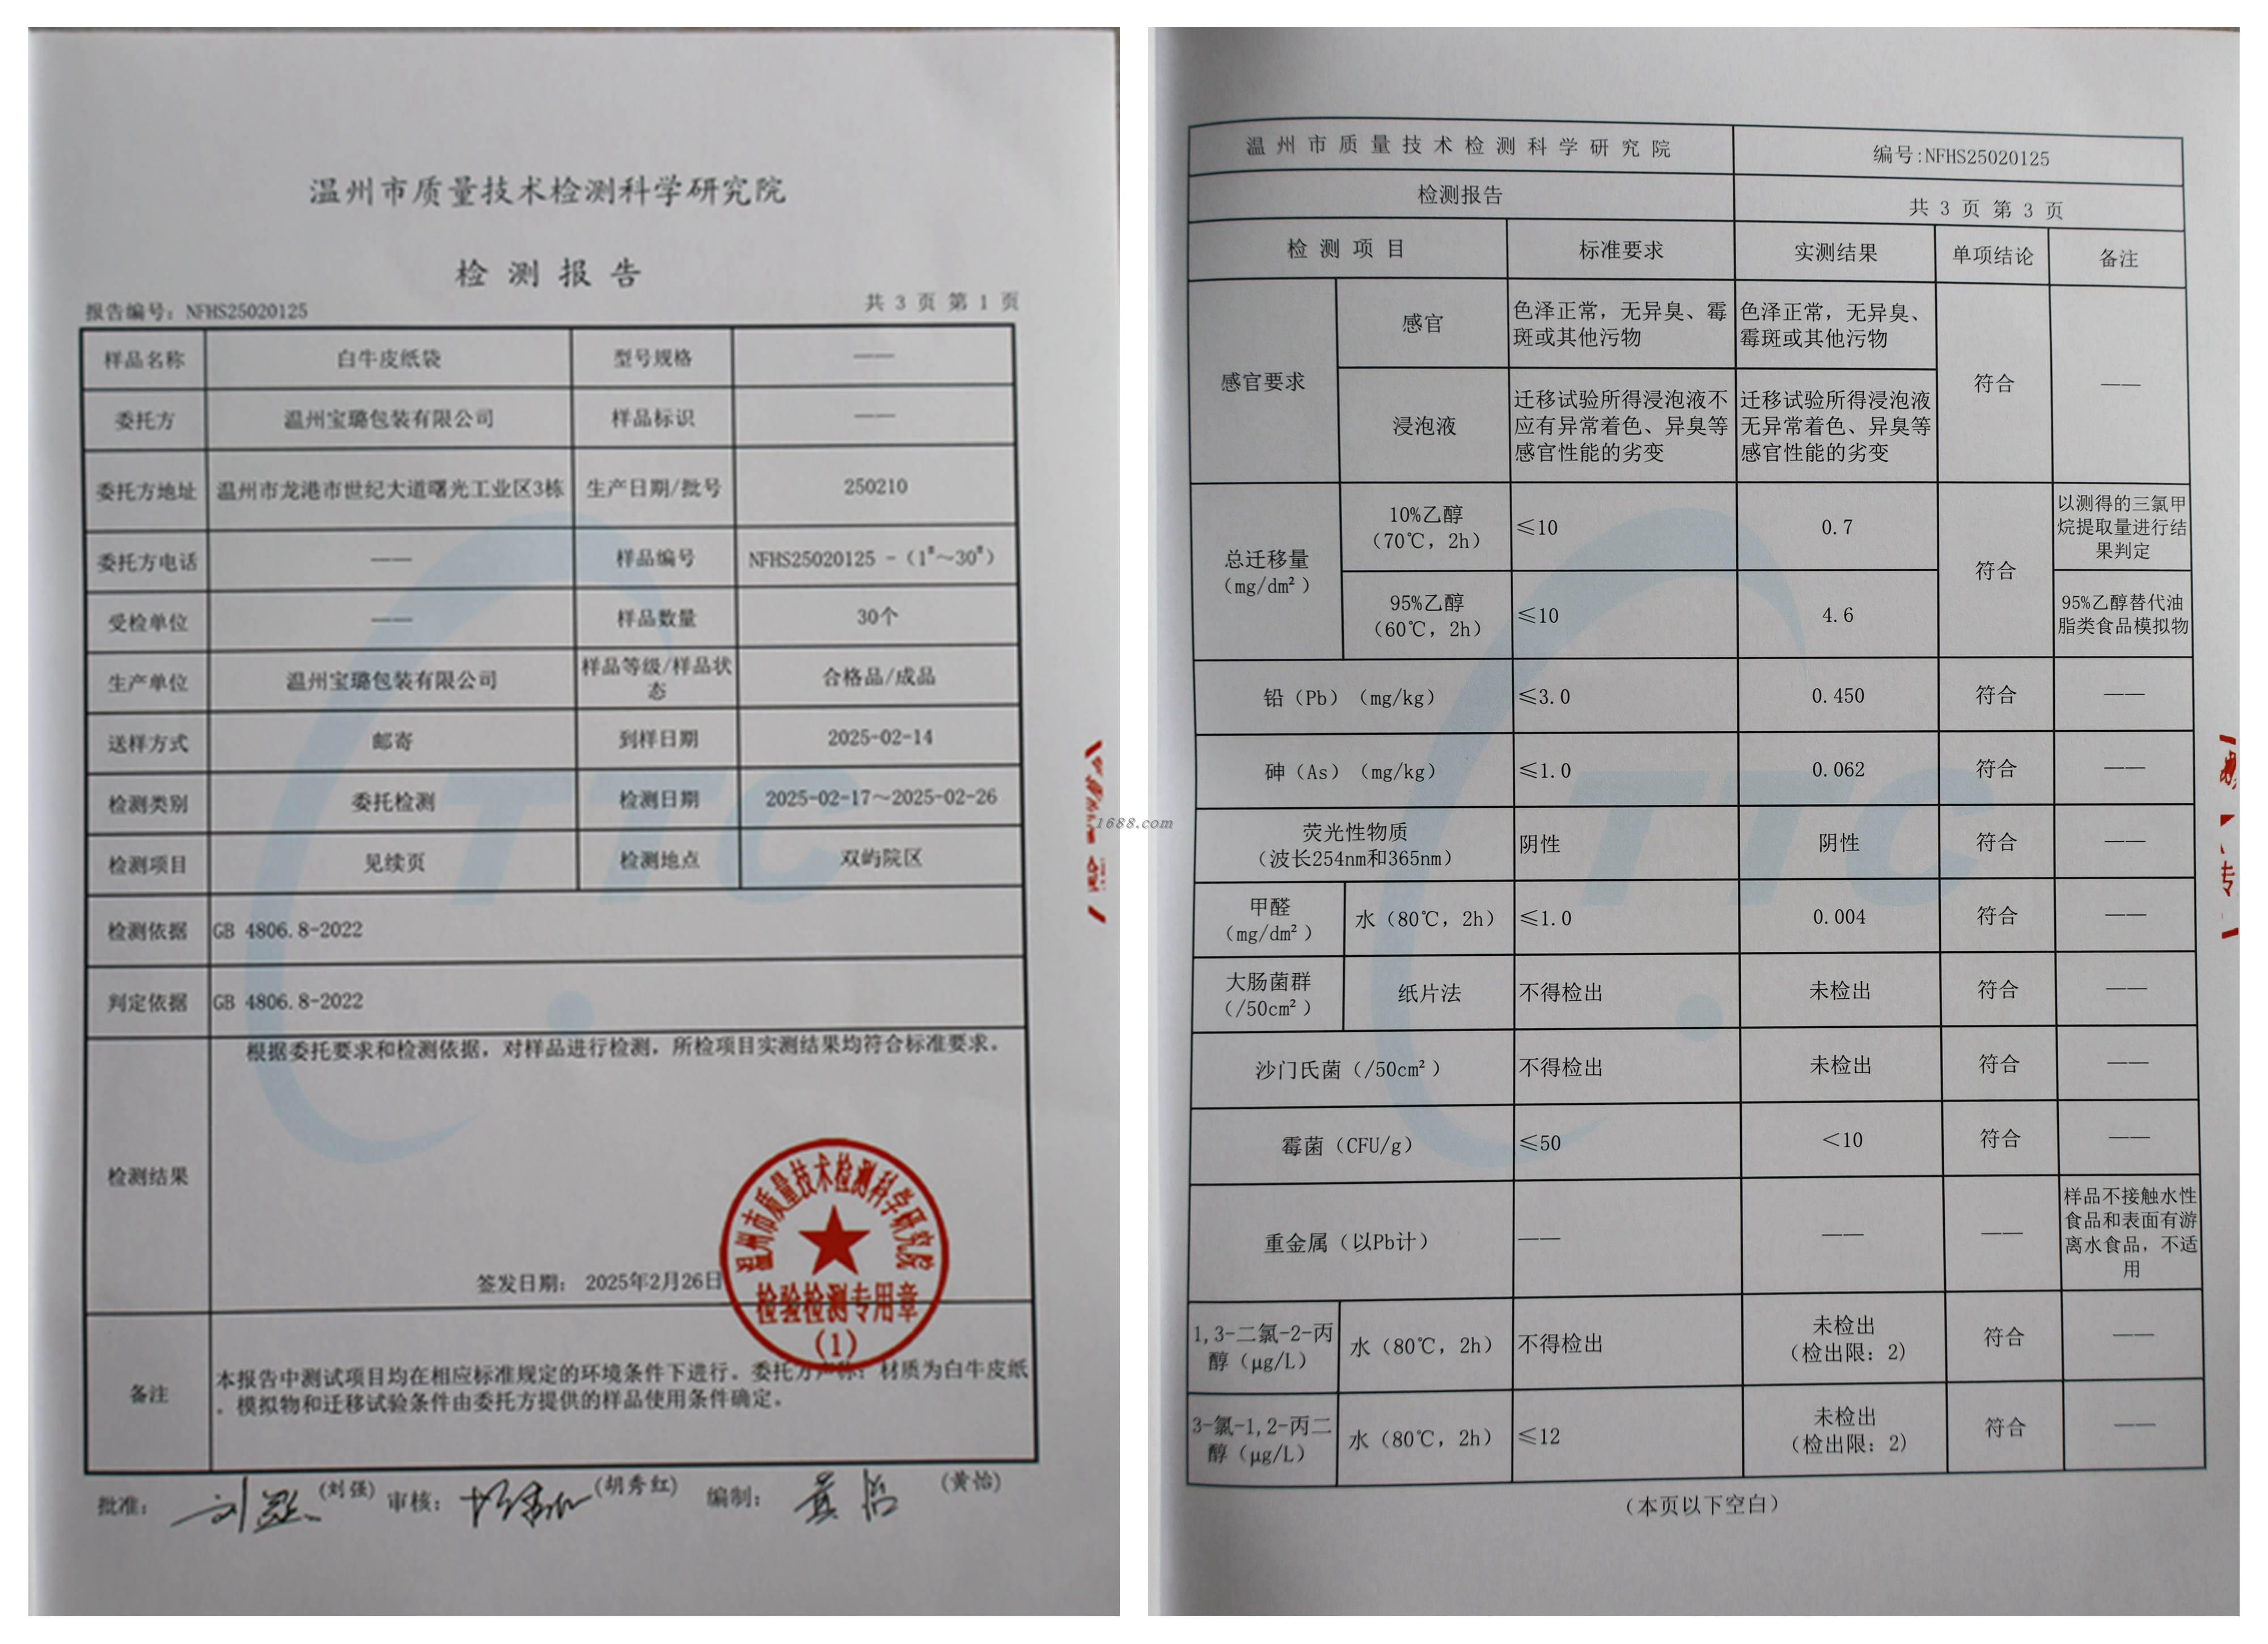 温州市质量技术检测科学研究院
检测报告
报告编号：NFHS25020125 共 3 页 第 1 页
样品名称 白牛皮纸袋 型号规格 ——
委托方 温州宝璐包装有限公司 样品标识 ——
委托方地址 温州市龙港市世纪大道曙光工业区3栋 生产日期/批号 250210
委托方电话 —— 样品编号 NFHS25020125 - (1#～30#)
受检单位 —— 样品数量 30个
生产单位 温州宝璐包装有限公司 样品等级/样品状
态 合格品/成品
送样方式 邮寄 到样日期 2025-02-14
检测类别 委托检测 检测日期 2025-02-17～2025-02-26
检测项目 见续页 检测地点 双屿院区
检测依据 GB 4806.8-2022
判定依据 GB 4806.8-2022
检测结果 根据委托要求和检测依据，对样品进行检测，所检项目实测结果均符合标准要求。
签发日期： 2025年2月26日
温州市质量技术检测科学研究院
检验检测专用章
(1)
备注 本报告中测试项目均在相应标准规定的环境条件下进行。委托方声称：材质为白牛皮纸
。模拟物和迁移试验条件由委托方提供的样品使用条件确定。
批准： (刘强) 审核： (胡秀红) 编制： 黄怡 (黄怡)
TTC
1688.com
温州市质量技术检测科学研究院 编号:NFHS25020125
检测报告 共 3 页 第 3 页
检测项目 标准要求 实测结果 单项结论 备注
感官要求 感官 色泽正常，无异臭、霉
斑或其他污物 色泽正常，无异臭、
霉斑或其他污物 符合 ——
浸泡液 迁移试验所得浸泡液不
应有异常着色、异臭等
感官性能的劣变 迁移试验所得浸泡液
无异常着色、异臭等
感官性能的劣变
总迁移量
（mg/dm²） 10%乙醇
（70℃，2h） ≤10 0.7 符合 以测得的三氯甲
烷提取量进行结
果判定
95%乙醇
（60℃，2h） ≤10 4.6 95%乙醇替代油
脂类食品模拟物
铅（Pb）（mg/kg） ≤3.0 0.450 符合 ——
砷（As）（mg/kg） ≤1.0 0.062 符合 ——
荧光性物质
（波长254nm和365nm） 阴性 阴性 符合 ——
甲醛
（mg/dm²） 水（80℃，2h） ≤1.0 0.004 符合 ——
大肠菌群
（/50cm²） 纸片法 不得检出 未检出 符合 ——
沙门氏菌（/50cm²） 不得检出 未检出 符合 ——
霉菌（CFU/g） ≤50 ＜10 符合 ——
重金属（以Pb计） —— —— —— 样品不接触水性
食品和表面有游
离水食品，不适
用
1,3-二氯-2-丙
醇（μg/L） 水（80℃，2h） 不得检出 未检出
（检出限：2） 符合 ——
3-氯-1,2-丙二
醇（μg/L） 水（80℃，2h） ≤12 未检出
（检出限：2） 符合 ——
（本页以下空白）
TTC